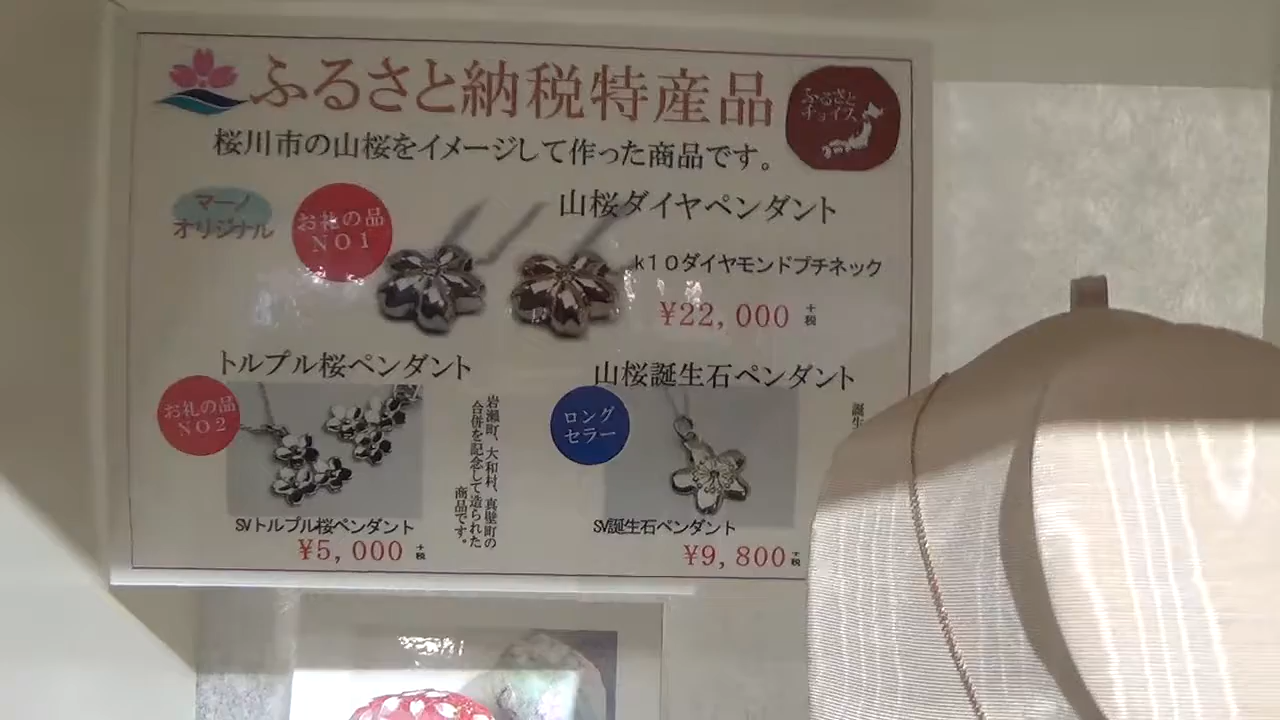 ふるさと納税特産品
ふるさと
チョイス
桜川市の山桜をイメージして作った商品です。
マーノ
オリジナル
お礼の品
NO1
山桜ダイヤペンダント
k10ダイヤモンドプチネック
¥22,000 +税
トルプル桜ペンダント
お礼の品
NO2
岩瀬町、大和村、真壁町の
合併を記念して造られた
商品です。
SVトルプル桜ペンダント
¥5,000 +税
山桜誕生石ペンダント
ロング
セラー
誕生
SV誕生石ペンダント
¥9,800 +税